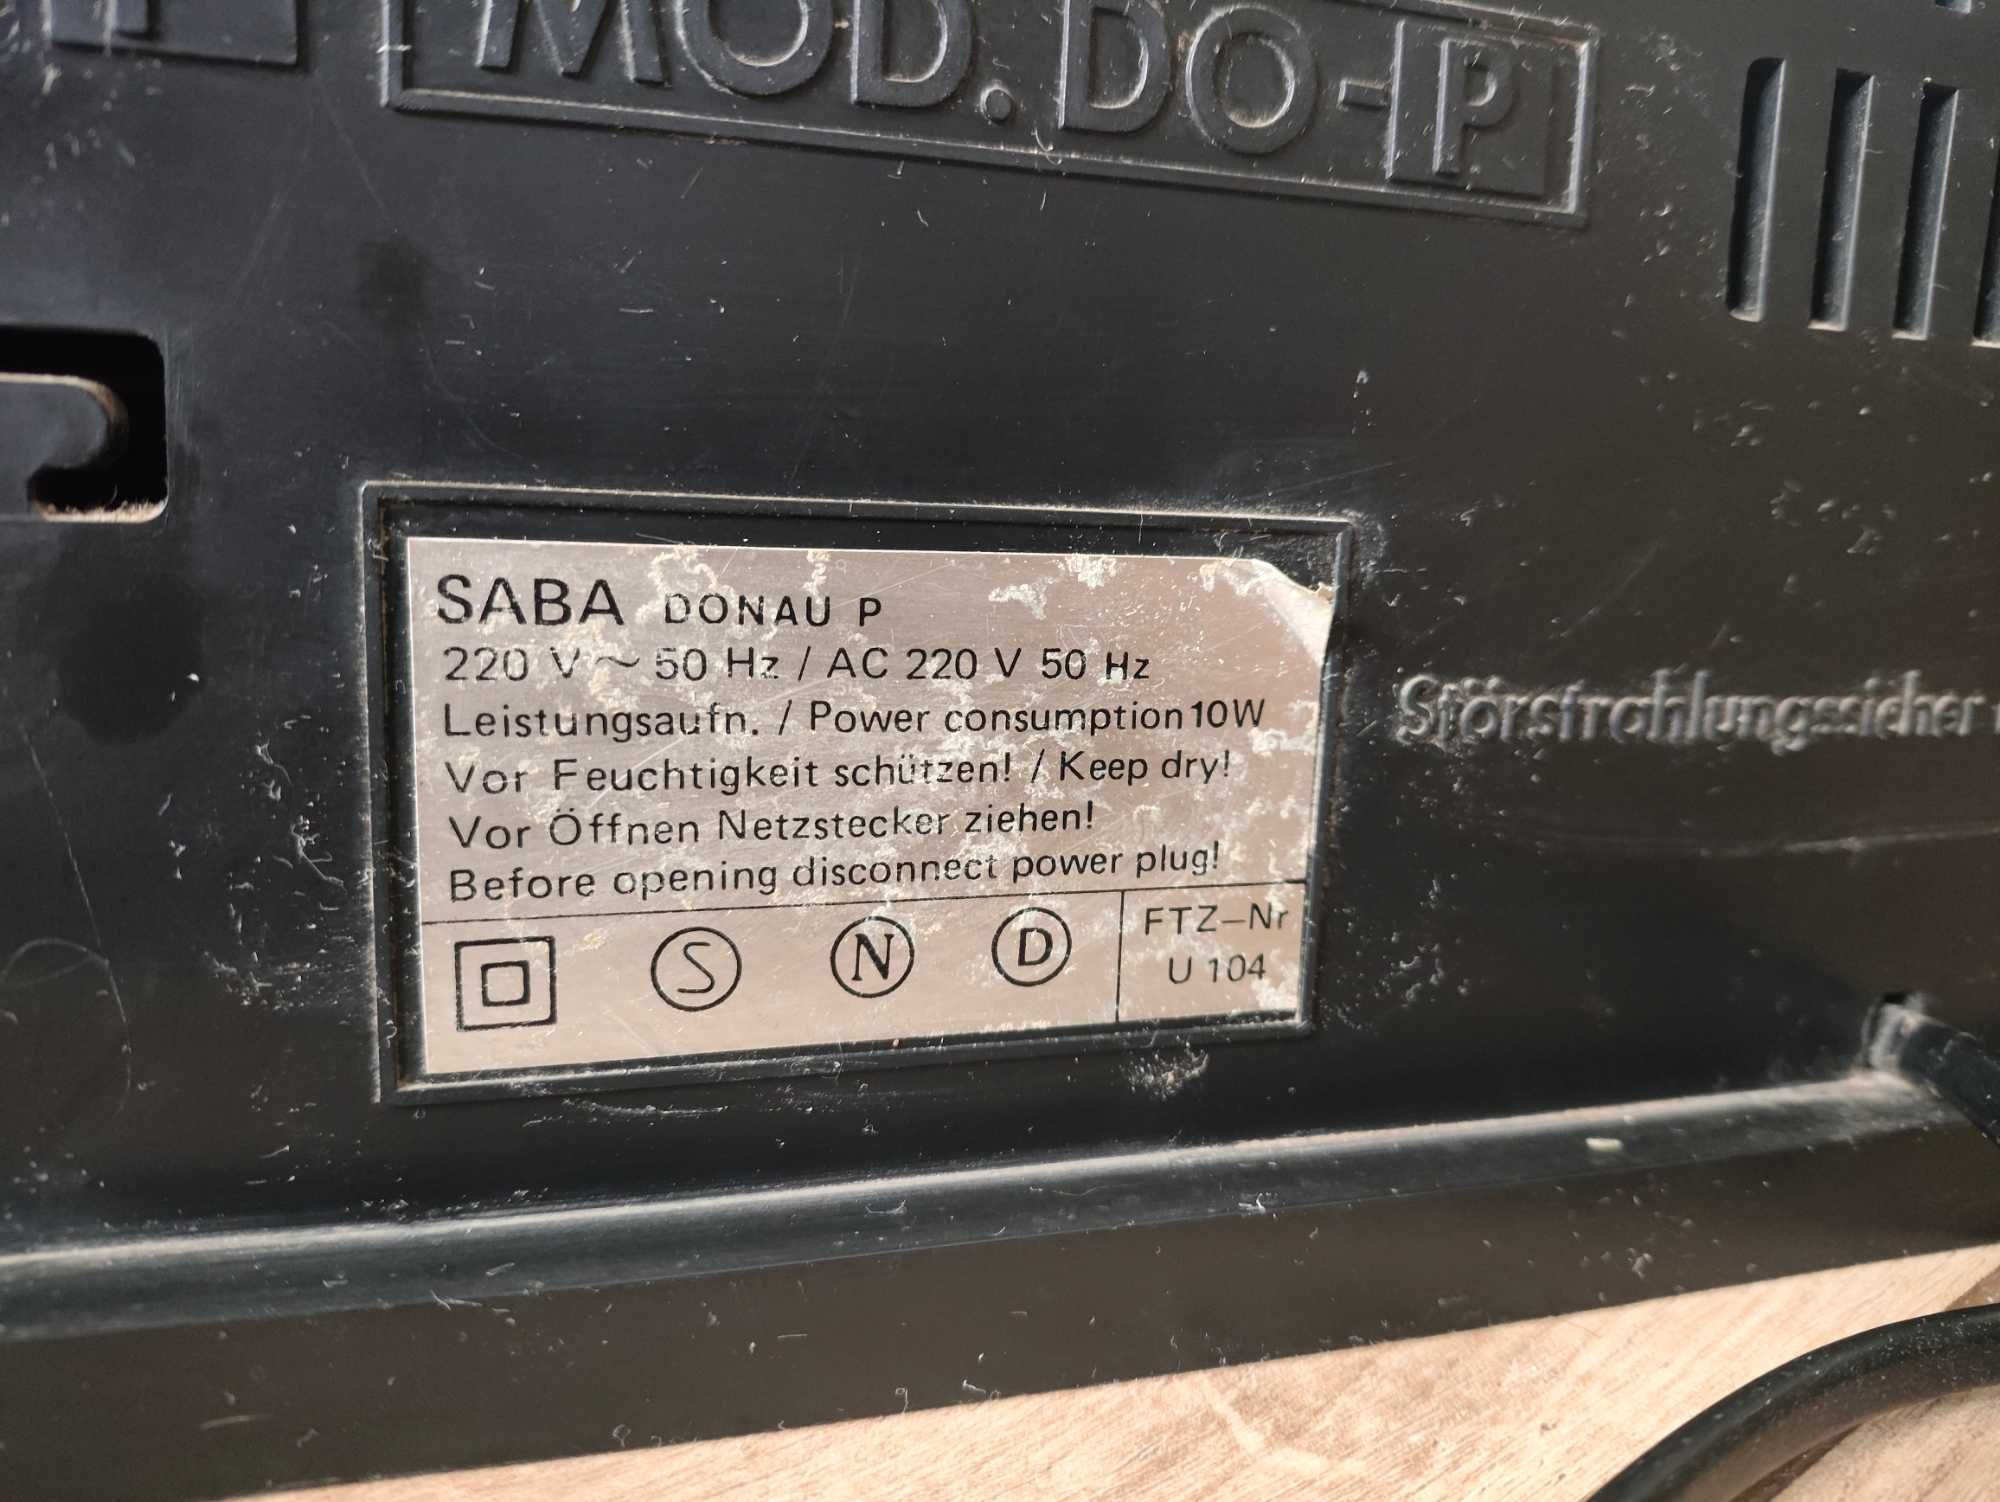 MOD. DO-P
SABA DONAU P
220 V ~ 50 Hz / AC 220 V 50 Hz
Leistungsaufn. / Power consumption 10W
Vor Feuchtigkeit schützen! / Keep dry!
Vor Öffnen Netzstecker ziehen!
Before opening disconnect power plug!
S N D
FTZ-Nr
U 104
Störstrahlungssicher